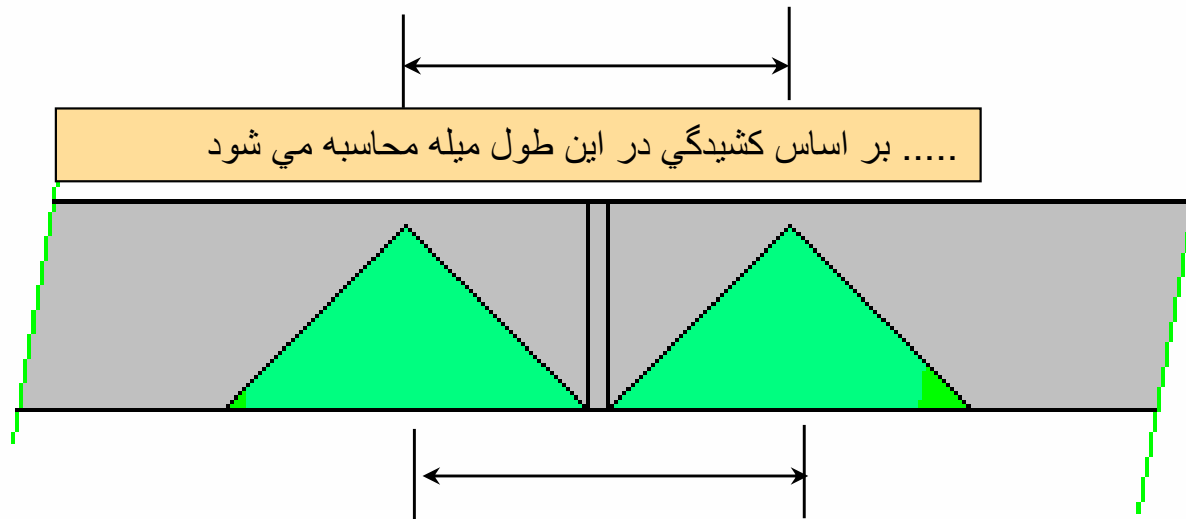 ..... بر اساس كشيدگي در اين طول ميله محاسبه مي شود